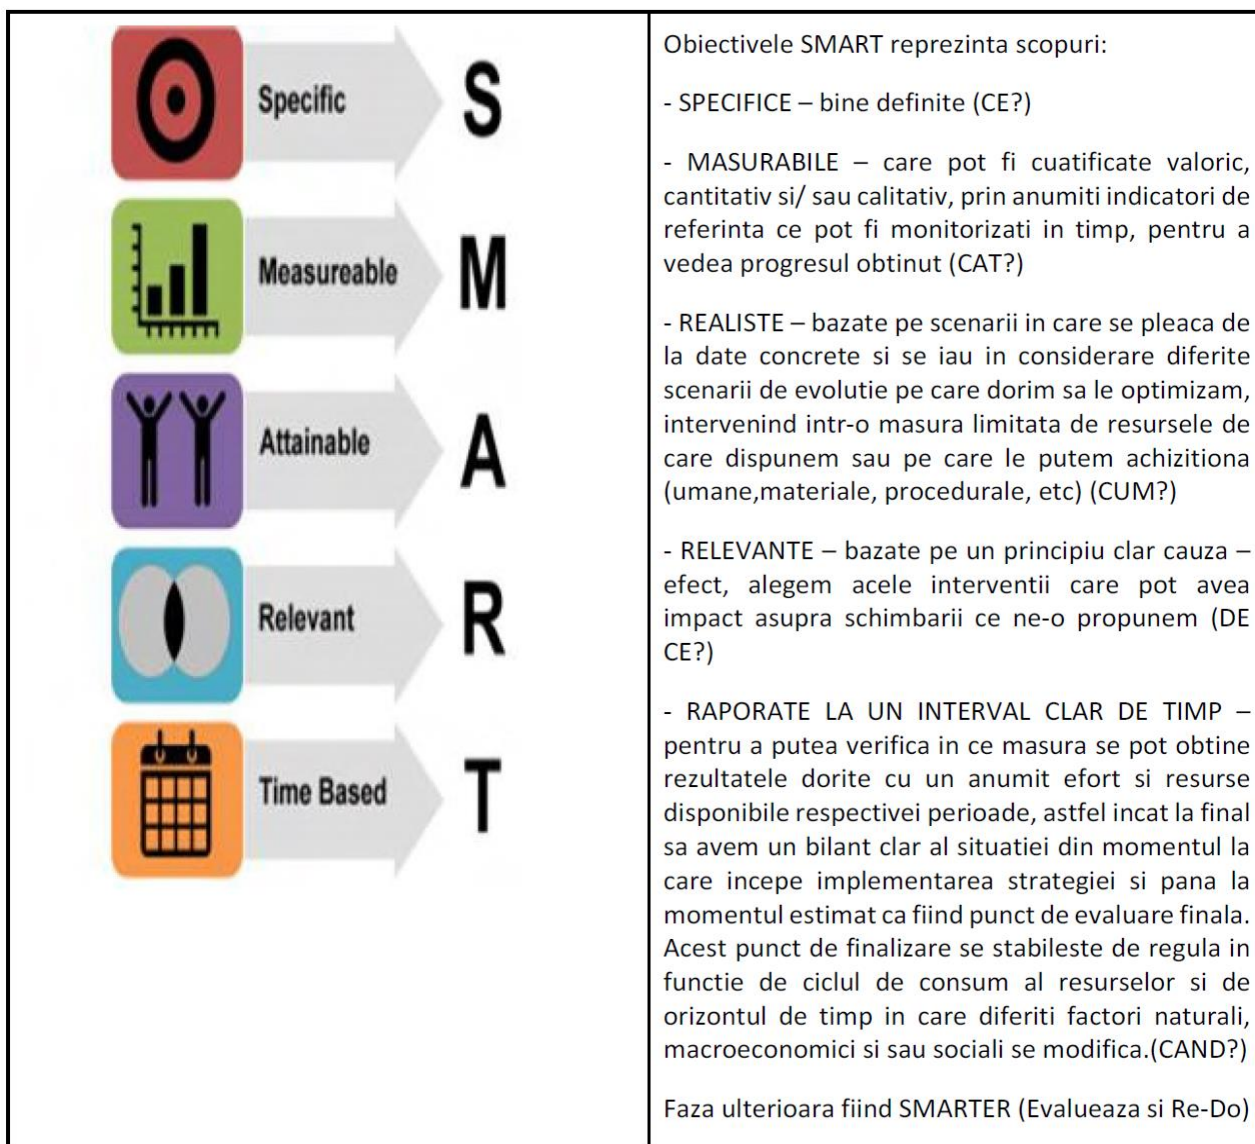 Specific
S
Measureable
M
Attainable
A
Relevant
R
Time Based
T
Obiectivele SMART reprezinta scopuri:
- SPECIFICE – bine definite (CE?)
- MASURABILE – care pot fi cuatificate valoric,
cantitativ si/ sau calitativ, prin anumiti indicatori de
referinta ce pot fi monitorizati in timp, pentru a
vedea progresul obtinut (CAT?)
- REALISTE – bazate pe scenarii in care se pleaca de
la date concrete si se iau in considerare diferite
scenarii de evolutie pe care dorim sa le optimizam,
intervenind intr-o masura limitata de resursele de
care dispunem sau pe care le putem achizitiona
(umane,materiale, procedurale, etc) (CUM?)
- RELEVANTE – bazate pe un principiu clar cauza –
efect, alegem acele interventii care pot avea
impact asupra schimbarii ce ne-o propunem (DE
CE?)
- RAPORATE LA UN INTERVAL CLAR DE TIMP –
pentru a putea verifica in ce masura se pot obtine
rezultatele dorite cu un anumit efort si resurse
disponibile respectivei perioade, astfel incat la final
sa avem un bilant clar al situatiei din momentul la
care incepe implementarea strategiei si pana la
momentul estimat ca fiind punct de evaluare finala.
Acest punct de finalizare se stabileste de regula in
functie de ciclul de consum al resurselor si de
orizontul de timp in care diferiti factori naturali,
macroeconomici si sau sociali se modifica.(CAND?)
Faza ulterioara fiind SMARTER (Evalueaza si Re-Do)